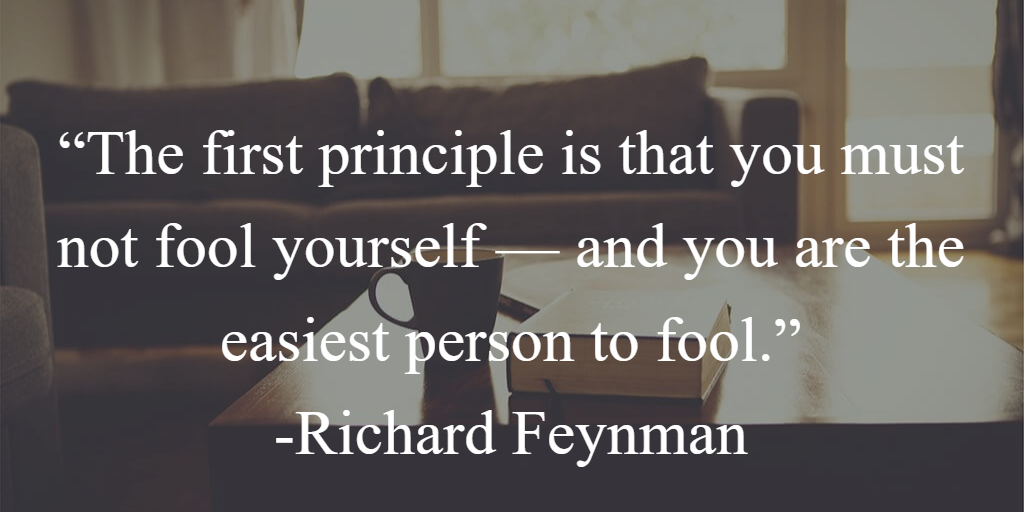 “The first principle is that you must
not fool yourself — and you are the
easiest person to fool.”
-Richard Feynman